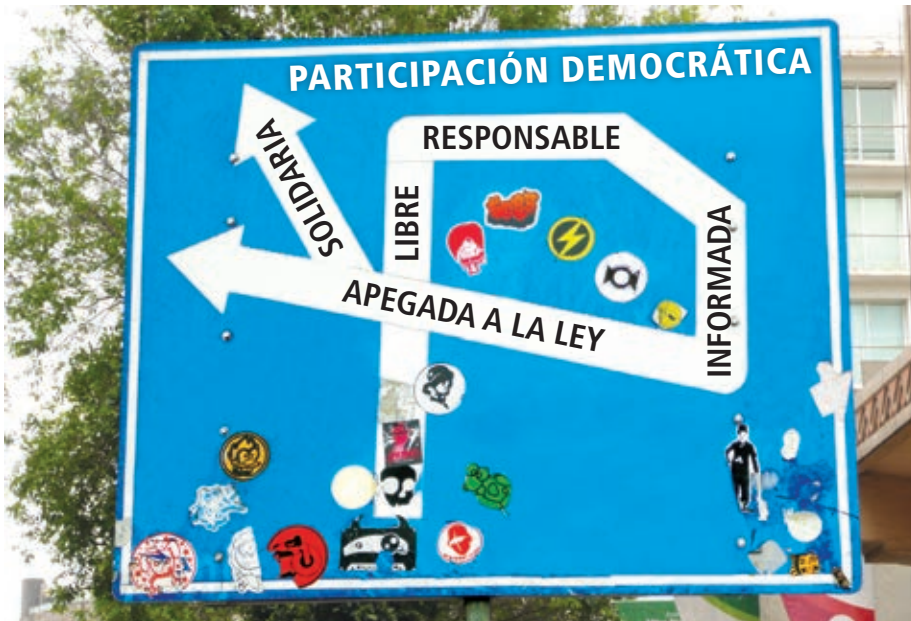 PARTICIPACIÓN DEMOCRÁTICA
SOLIDARIA
LIBRE
RESPONSABLE
INFORMADA
APEGADA A LA LEY